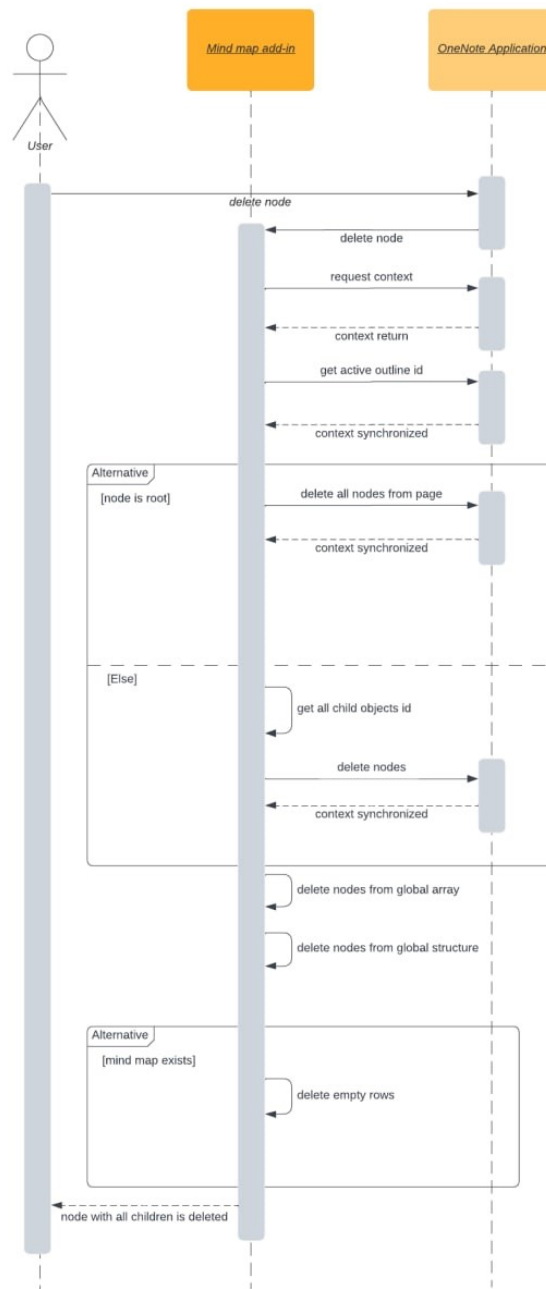 Mind map add-in
OneNote Application
User
delete node
delete node
request context
context return
get active outline id
context synchronized
Alternative
[node is root]
delete all nodes from page
context synchronized
[Else]
get all child objects id
delete nodes
context synchronized
delete nodes from global array
delete nodes from global structure
Alternative
[mind map exists]
delete empty rows
node with all children is deleted